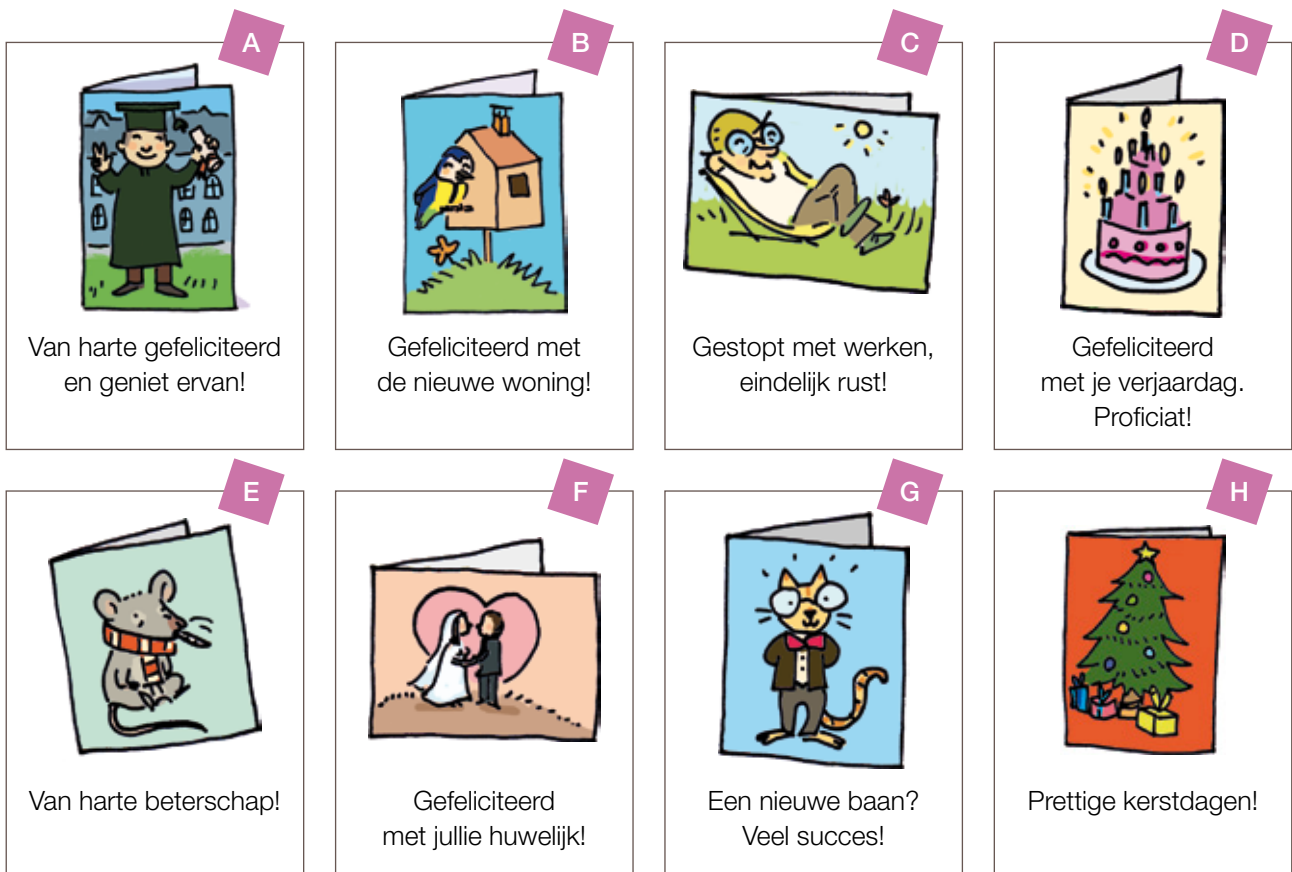 A
Van harte gefeliciteerd
en geniet ervan!
B
Gefeliciteerd met
de nieuwe woning!
C
Gestopt met werken,
eindelijk rust!
D
Gefeliciteerd
met je verjaardag.
Proficiat!
E
Van harte beterschap!
F
Gefeliciteerd
met jullie huwelijk!
G
Een nieuwe baan?
Veel succes!
H
Prettige kerstdagen!